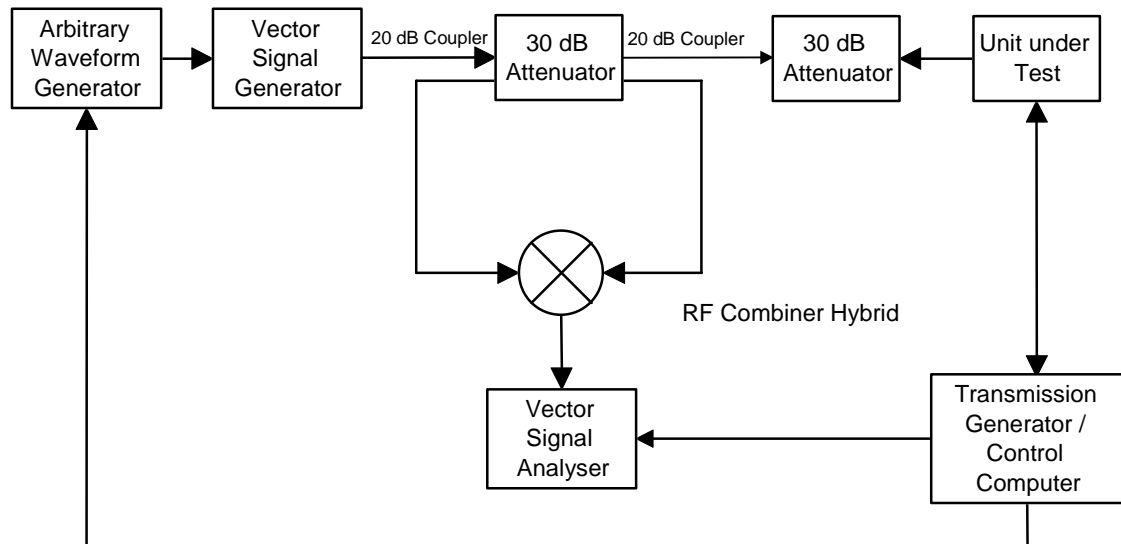 Arbitrary
Waveform
Generator
Vector
Signal
Generator
20 dB Coupler
30 dB
Attenuator
20 dB Coupler
30 dB
Attenuator
Unit under
Test
RF Combiner Hybrid
Vector
Signal
Analyser
Transmission
Generator /
Control
Computer